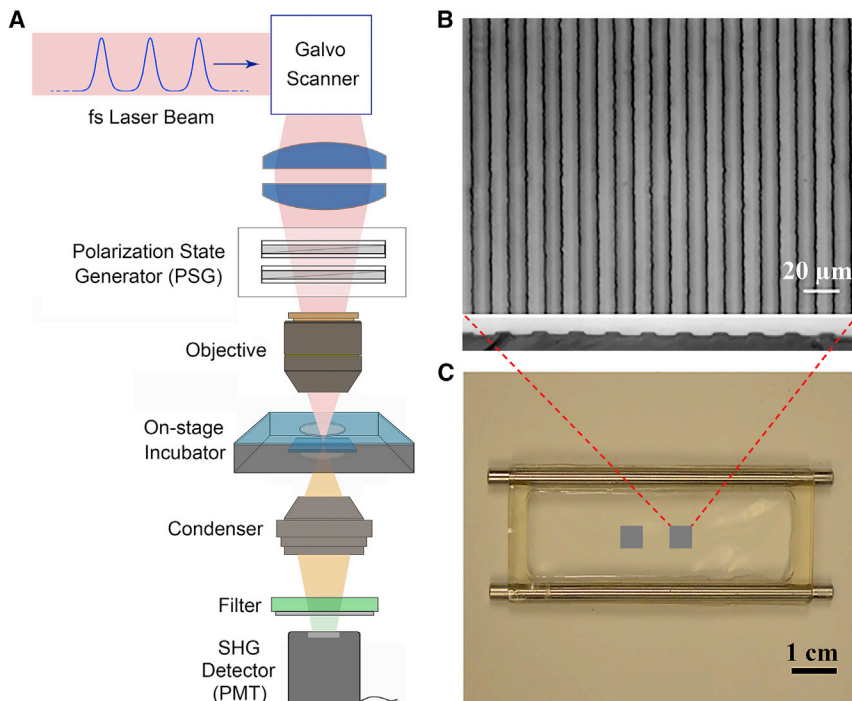 A
Galvo
Scanner
fs Laser Beam
Polarization State
Generator (PSG)
Objective
On-stage
Incubator
Condenser
Filter
SHG
Detector
(PMT)
B
20 µm
C
1 cm